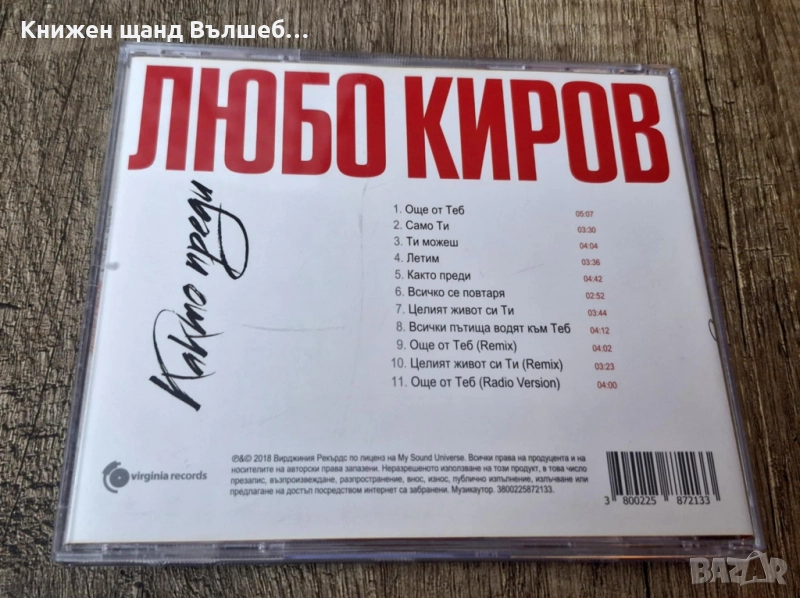 Книжен щанд Вълшеб...
ЛЮБО КИРОВ
Както преди
1. Още от Теб 05:07
2. Само Ти 03:30
3. Ти можеш 04:04
4. Летим 03:36
5. Както преди 04:42
6. Всичко се повтаря 02:52
7. Целият живот си Ти 03:44
8. Всички пътища водят към Теб 04:12
9. Още от Теб (Remix) 04:02
10. Целият живот си Ти (Remix) 03:23
11. Още от Теб (Radio Version) 04:00
virginia records
℗&© 2018 Вирджиния Рекърдс по лиценз на My Sound Universe. Всички права на продуцента и на
носителите на авторски права запазени. Неразрешеното използване на този продукт, в това число
презапис, възпроизвеждане, разпространение, внос, износ, публично изпълнение, излъчване или
предлагане на достъп посредством интернет са забранени. Музикаутор. 3800225872133.
3 800225 872133
BAZAR